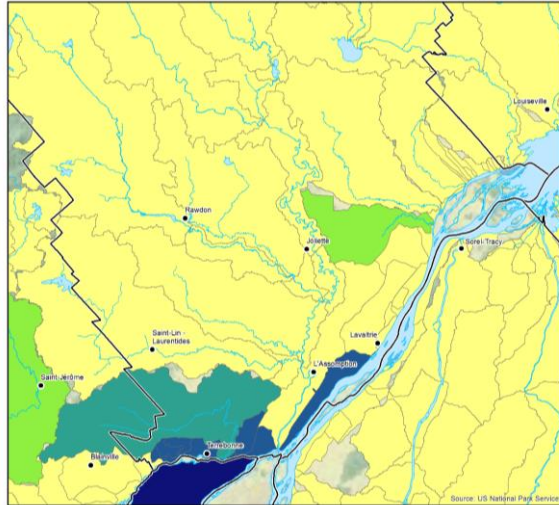 Louiseville
Rawdon
Joliette
Sorel-Tracy
Saint-Lin -
Laurentides
Lavaltrie
L'Assomption
Saint-Jérôme
Terrebonne
Blainville
Source: US National Park Service